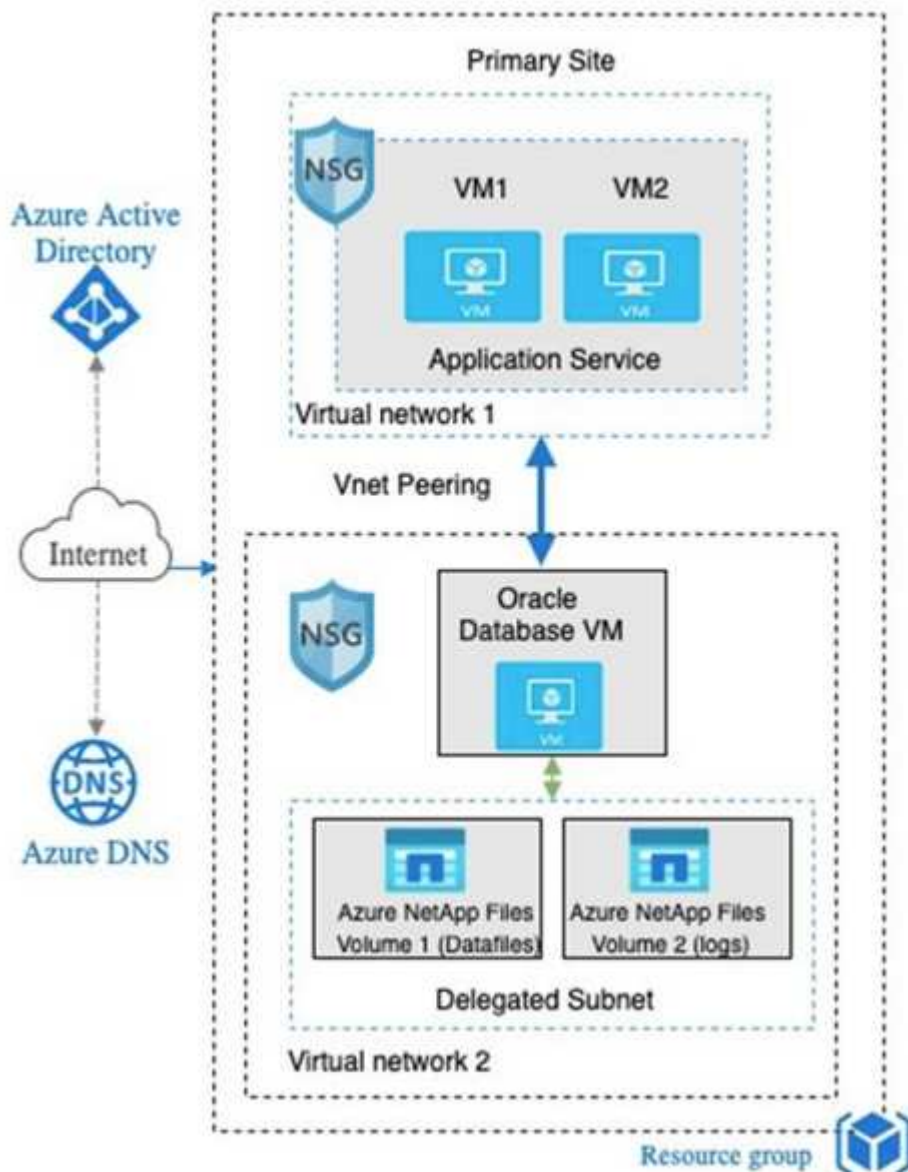 Primary Site
NSG
VM1
VM2
VM
VM
Application Service
Virtual network 1
Azure Active
Directory
Vnet Peering
Internet
NSG
Oracle
Database VM
VM
DNS
Azure DNS
Azure NetApp Files
Volume 1 (Datafiles)
Azure NetApp Files
Volume 2 (logs)
Delegated Subnet
Virtual network 2
Resource group